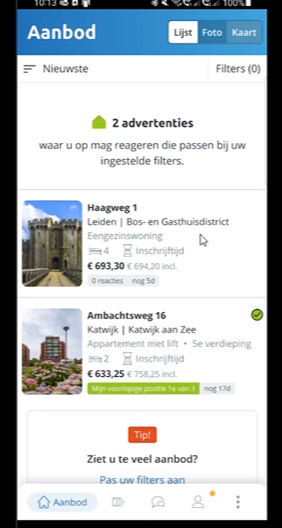 10:13
100%
Aanbod
Lijst Foto Kaart
Nieuwste Filters (0)
2 advertenties
waar u op mag reageren die passen bij uw
ingestelde filters.
Haagweg 1
Leiden | Bos- en Gasthuisdistrict
Eengezinswoning
4 Inschrijftijd
€ 693,30 € 694,20 incl.
0 reacties nog 5d
Ambachtsweg 16
Katwijk | Katwijk aan Zee
Appartement met lift • 5e verdieping
2 Inschrijftijd
€ 633,25 € 758,25 incl.
Mijn voorlopige positie 1e van 3 nog 17d
Tip!
Ziet u te veel aanbod?
Pas uw filters aan
Aanbod